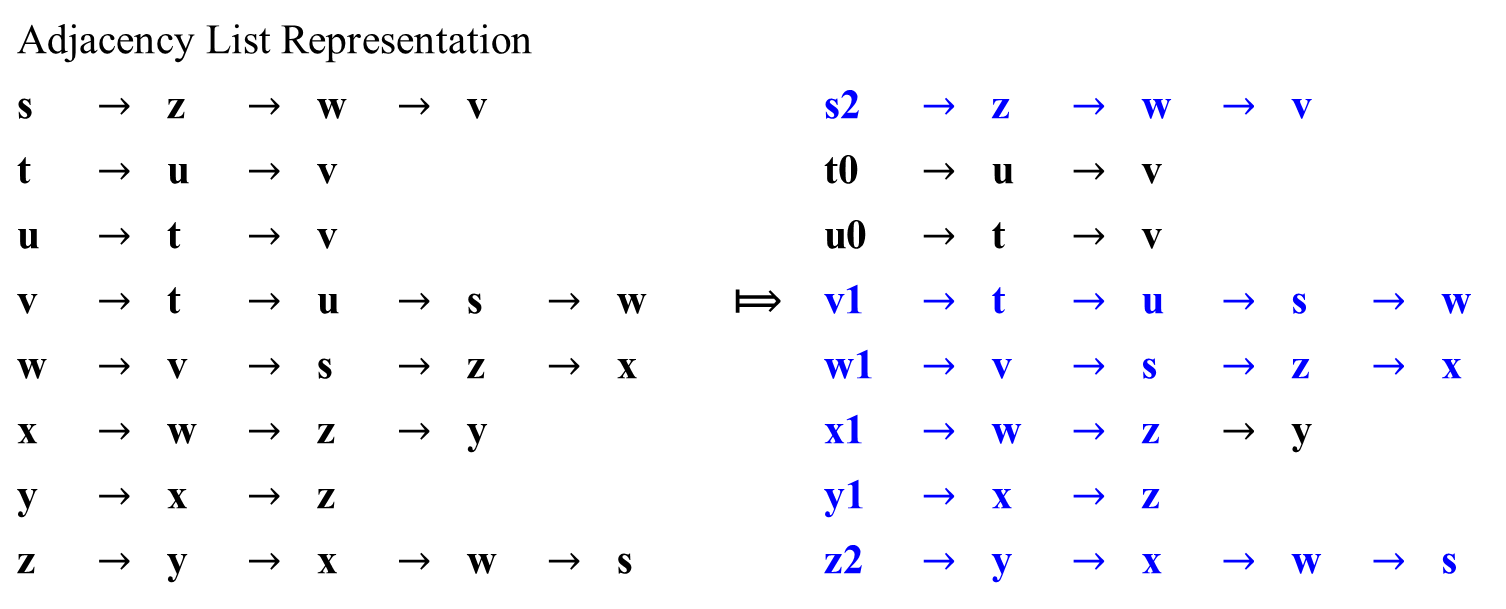 Adjacency List Representation
s → z → w → v s2 → z → w → v
t → u → v t0 → u → v
u → t → v u0 → t → v
v → t → u → s → w ⤇ v1 → t → u → s → w
w → v → s → z → x w1 → v → s → z → x
x → w → z → y x1 → w → z → y
y → x → z y1 → x → z
z → y → x → w → s z2 → y → x → w → s